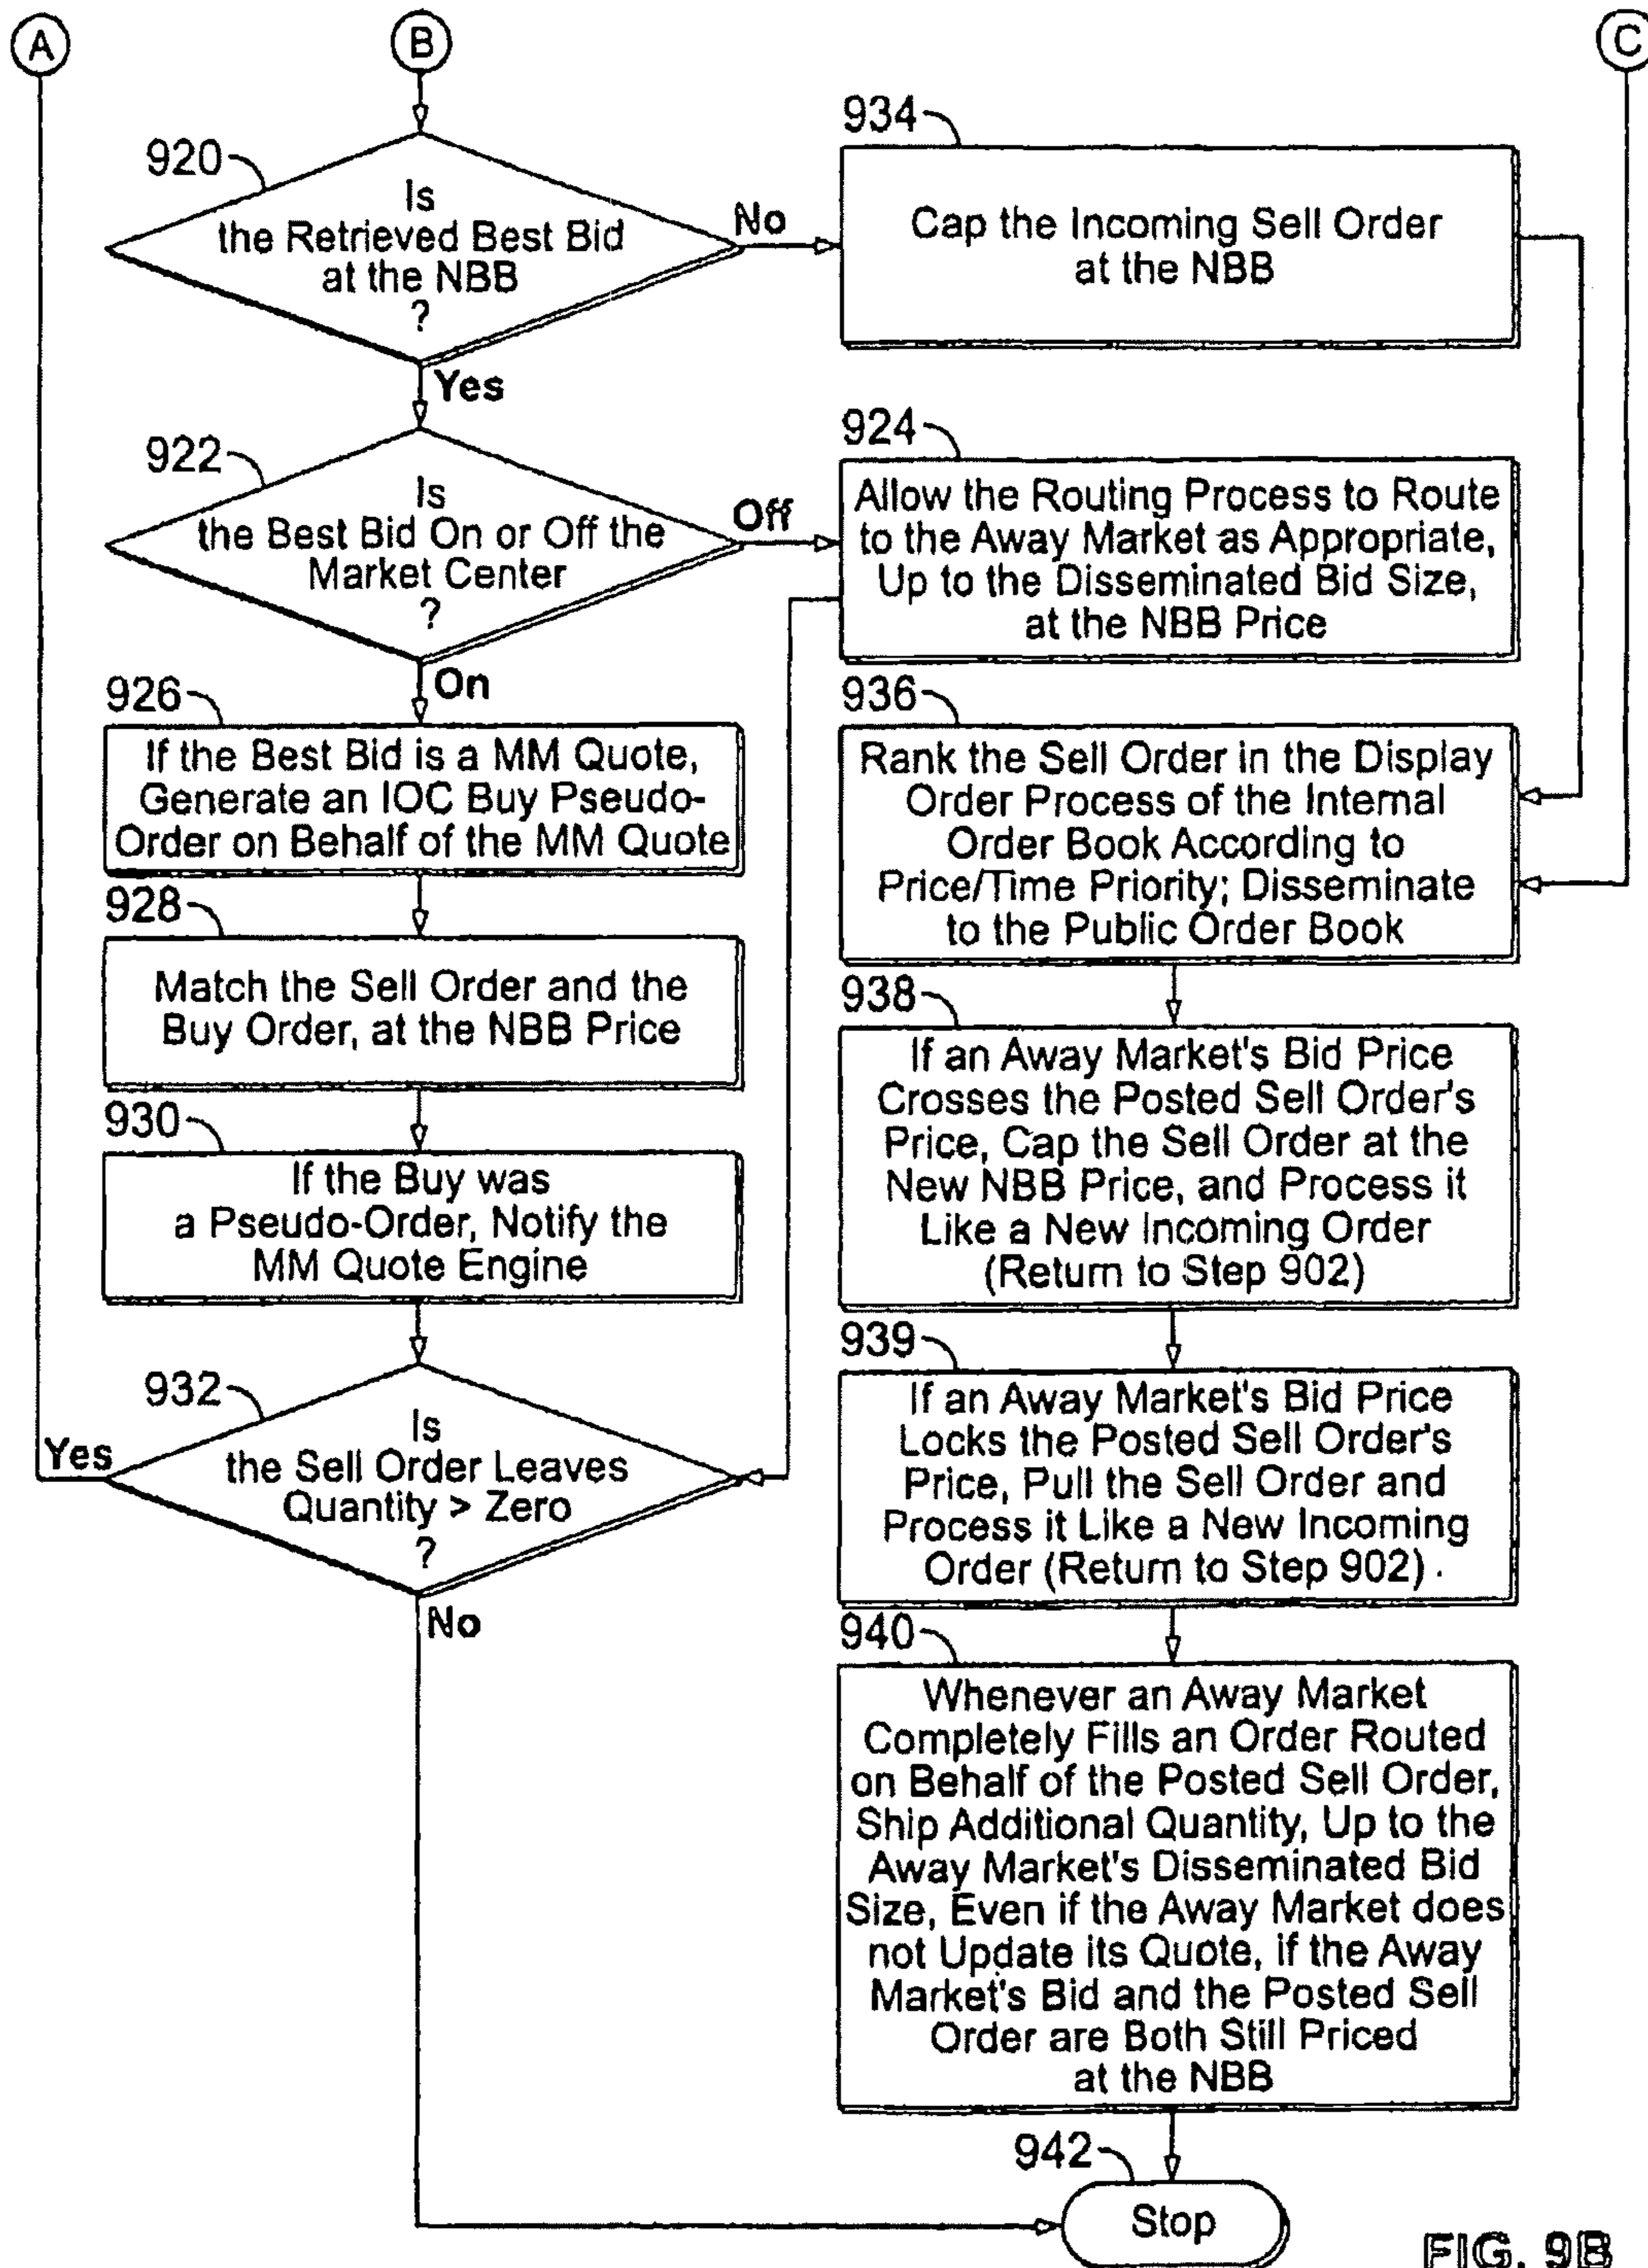 A
B
C
920
Is
the Retrieved Best Bid
at the NBB
?
No
Yes
934
Cap the Incoming Sell Order
at the NBB
922
Is
the Best Bid On or Off the
Market Center
?
Off
On
924
Allow the Routing Process to Route
to the Away Market as Appropriate,
Up to the Disseminated Bid Size,
at the NBB Price
926
If the Best Bid is a MM Quote,
Generate an IOC Buy Pseudo-
Order on Behalf of the MM Quote
928
Match the Sell Order and the
Buy Order, at the NBB Price
930
If the Buy was
a Pseudo-Order, Notify the
MM Quote Engine
932
Is
the Sell Order Leaves
Quantity > Zero
?
Yes
No
936
Rank the Sell Order in the Display
Order Process of the Internal
Order Book According to
Price/Time Priority; Disseminate
to the Public Order Book
938
If an Away Market's Bid Price
Crosses the Posted Sell Order's
Price, Cap the Sell Order at the
New NBB Price, and Process it
Like a New Incoming Order
(Return to Step 902)
939
If an Away Market's Bid Price
Locks the Posted Sell Order's
Price, Pull the Sell Order and
Process it Like a New Incoming
Order (Return to Step 902) .
940
Whenever an Away Market
Completely Fills an Order Routed
on Behalf of the Posted Sell Order,
Ship Additional Quantity, Up to the
Away Market's Disseminated Bid
Size, Even if the Away Market does
not Update its Quote, if the Away
Market's Bid and the Posted Sell
Order are Both Still Priced
at the NBB
942
Stop
FIG. 9B